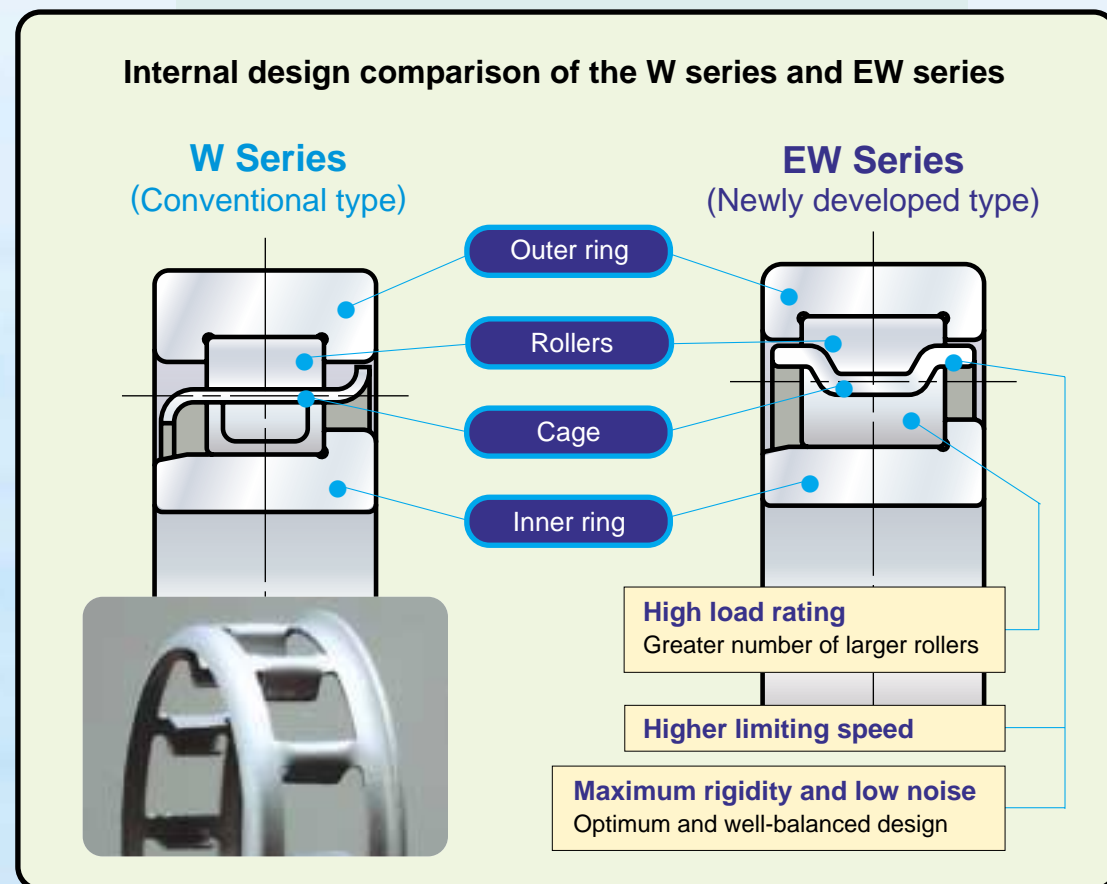 Internal design comparison of the W series and EW series
W Series
(Conventional type)
EW Series
(Newly developed type)
Outer ring
Rollers
Cage
Inner ring
High load rating
Greater number of larger rollers
Higher limiting speed
Maximum rigidity and low noise
Optimum and well-balanced design